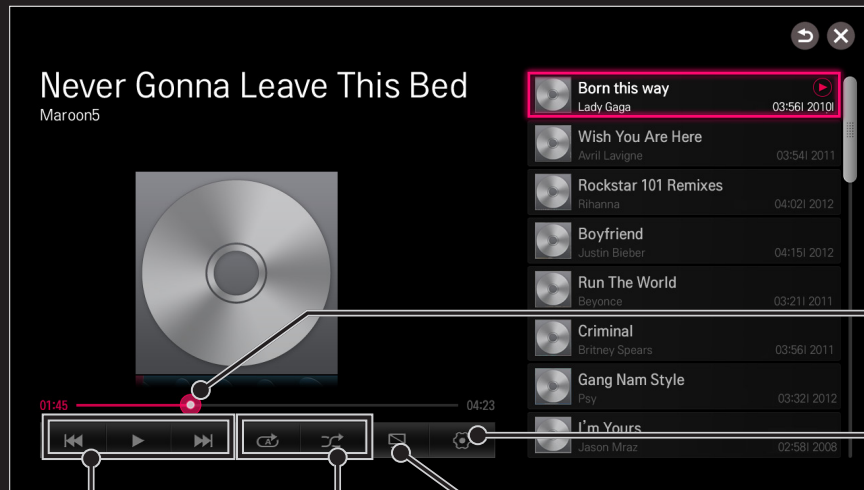 Never Gonna Leave This Bed
Maroon5
01:45
04:23
A
Born this way
Lady Gaga 03:56| 2010|
Wish You Are Here
Avril Lavigne 03:54| 2011
Rockstar 101 Remixes
Rihanna 04:02| 2012
Boyfriend
Justin Bieber 04:15| 2012
Run The World
Beyonce 03:21| 2011
Criminal
Britney Spears 03:56| 2011
Gang Nam Style
Psy 03:32| 2012
I'm Yours
Jason Mraz 02:58| 2008